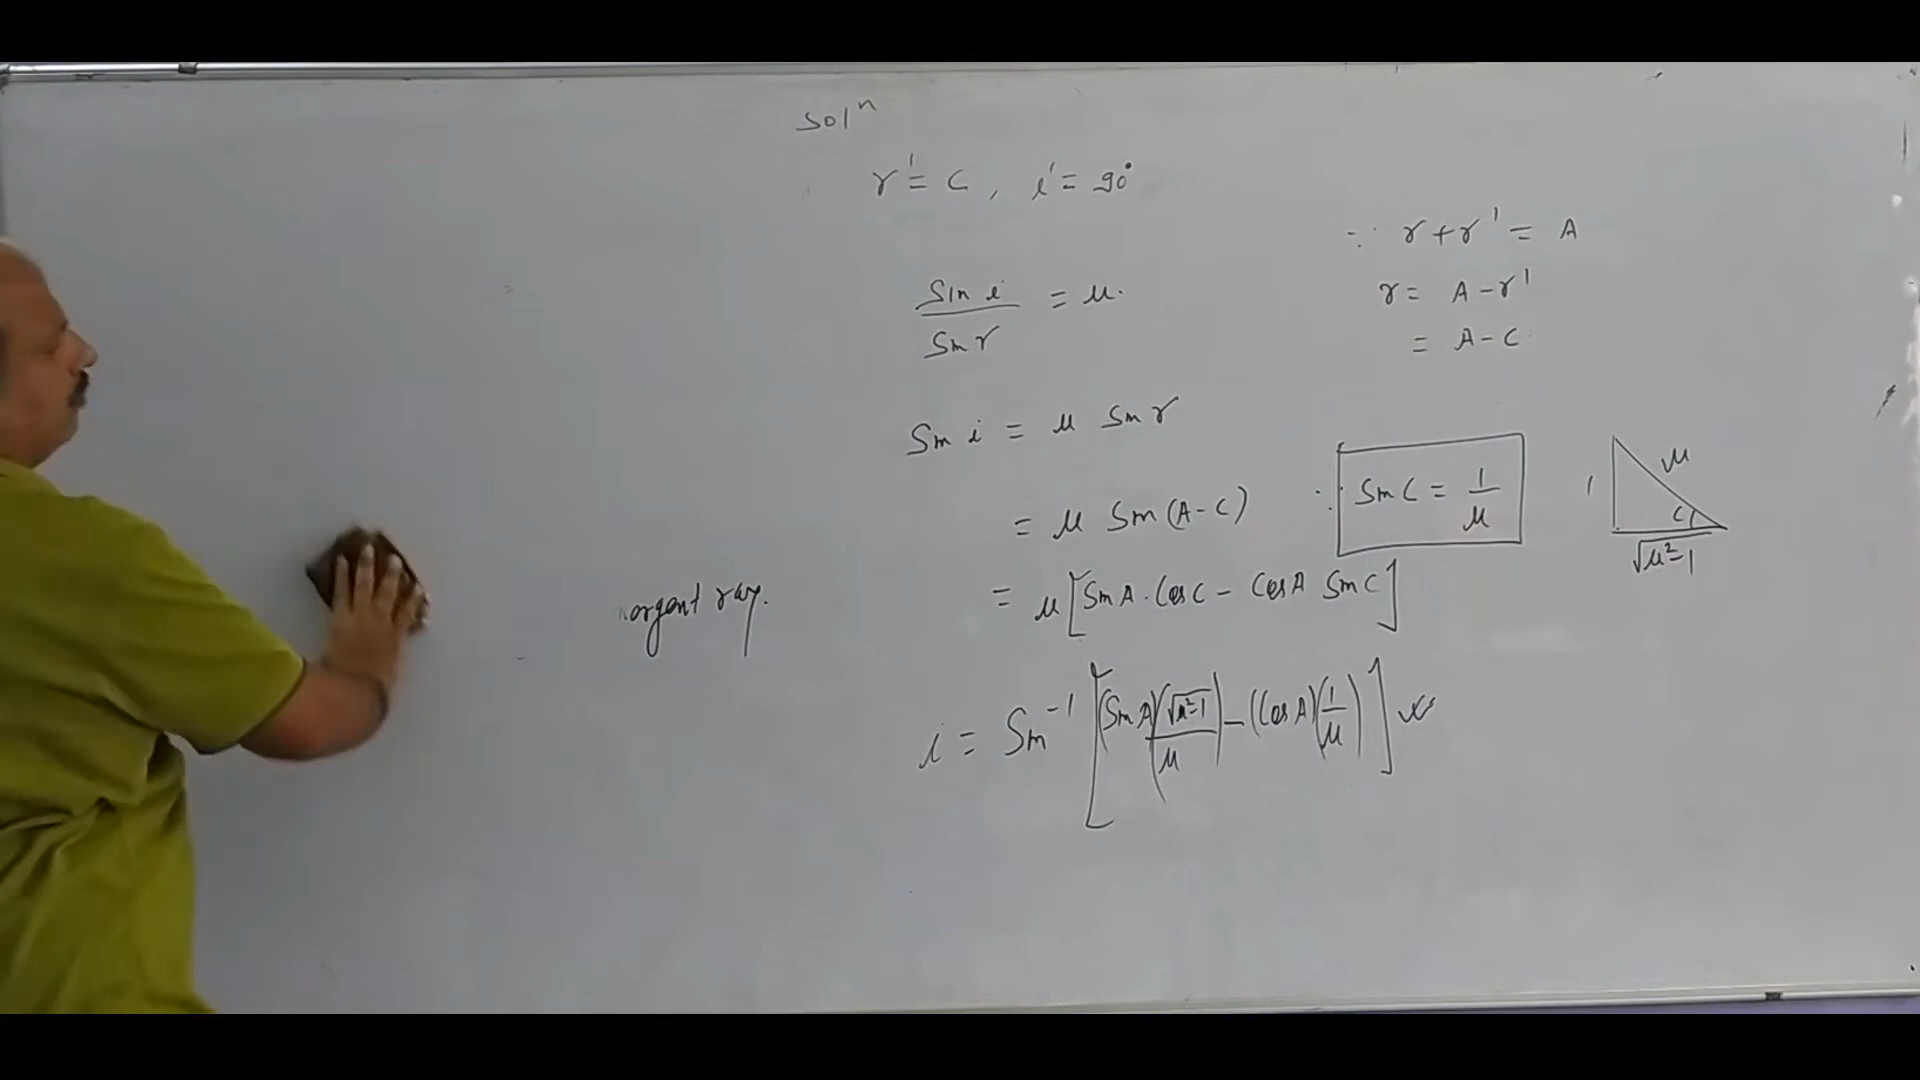 solⁿ
r' = C , i' = 90°
∵ r + r' = A
r = A - r'
= A - C
Sin i / Sin r = μ.
Sin i = μ Sin r
= μ Sin (A - C)
∵ Sin C = 1/μ
1 μ C √μ²-1
= μ [Sin A . Cos C - Cos A Sin C]
ergent ray.
i = Sin⁻¹ [(Sin A)(√μ²-1 / μ) - (Cos A)(1/μ)]